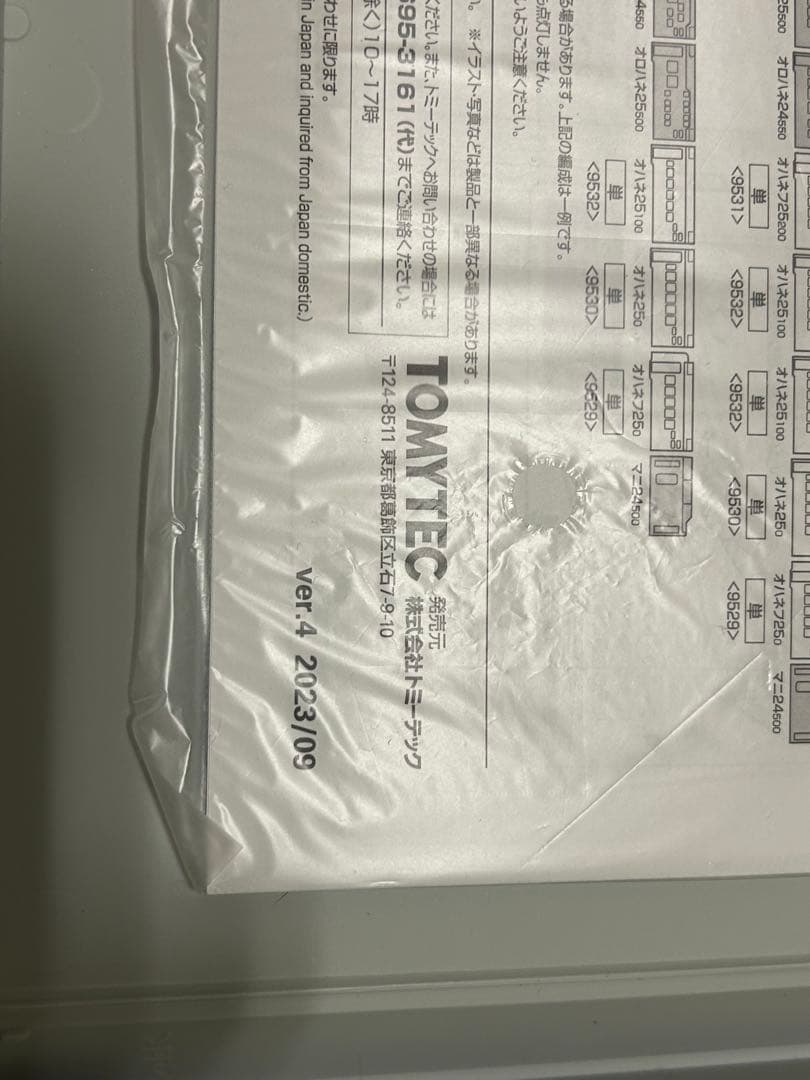 25500 オロハネ24550 オハネフ25200 オハネ25100 オハネ25100 オハネ250 オハネフ250 マニ24500
単 単 単 単 単
<9531> <9532> <9532> <9530> <9529>
4550 オロハネ25500 オハネ25100 オハネ250 オハネフ250 マニ24500
単 単 単
<9532> <9530> <9529>
る場合があります。上記の編成は一例です。
点灯しません。
いようご注意ください。
。 ※イラスト・写真などは製品と一部異なる場合があります。
ください。また、トミーテックへお問い合わせの場合には
695-3161(代)までご連絡ください。
除く)10〜17時
わせに限ります。
in Japan and inquired from Japan domestic.)
TOMYTEC 発売元 株式会社トミーテック
〒124-8511 東京都葛飾区立石7-9-10
ver.4 2023/09